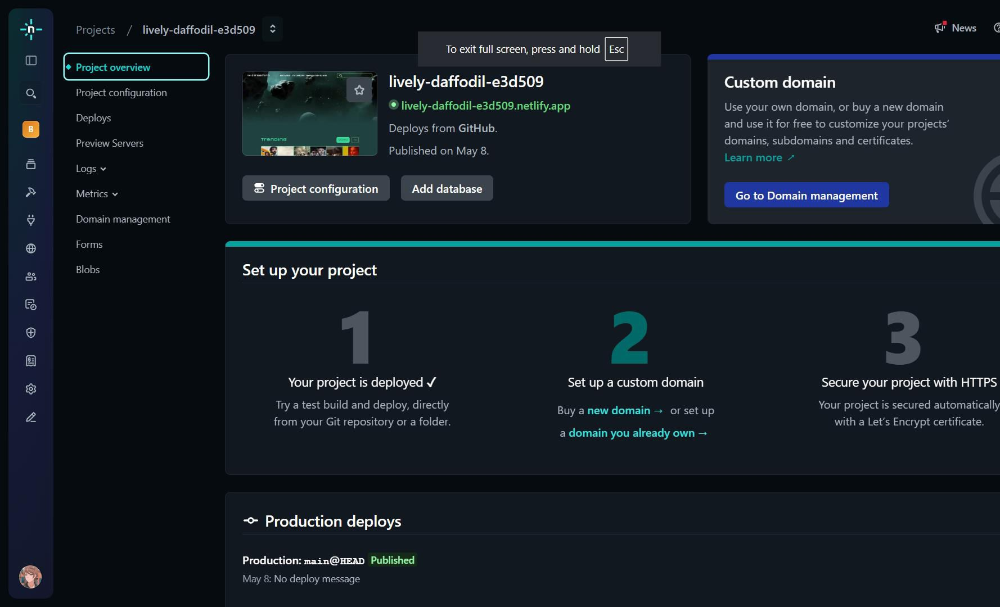 Projects / lively-daffodil-e3d509
News
To exit full screen, press and hold Esc
Project overview
Project configuration
Deploys
Preview Servers
Logs
Metrics
Domain management
Forms
Blobs
B
M-STREAMING MOVIES TV SHOW
TRENDING
lively-daffodil-e3d509
lively-daffodil-e3d509.netlify.app
Deploys from GitHub.
Published on May 8.
Project configuration
Add database
Custom domain
Use your own domain, or buy a new domain
and use it for free to customize your projects’
domains, subdomains and certificates.
Learn more ↗
Go to Domain management
Set up your project
1
Your project is deployed ✓
Try a test build and deploy, directly
from your Git repository or a folder.
2
Set up a custom domain
Buy a new domain → or set up
a domain you already own →
3
Secure your project with HTTPS
Your project is secured automatically
with a Let’s Encrypt certificate.
Production deploys
Production: main@HEAD Published
May 8: No deploy message